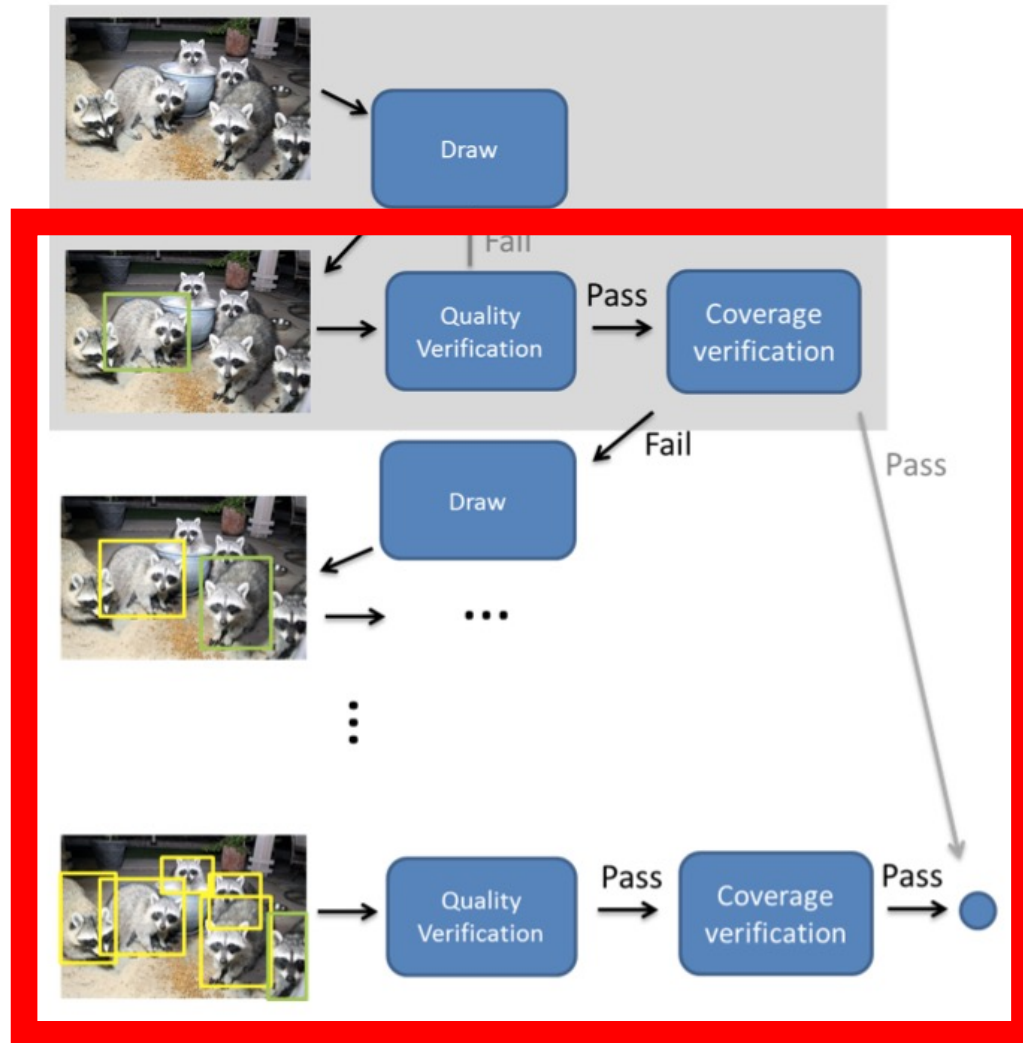 Draw
Fail
Quality
Verification
Pass
Coverage
verification
Fail
Pass
Draw
...
Quality
Verification
Pass
Coverage
verification
Pass